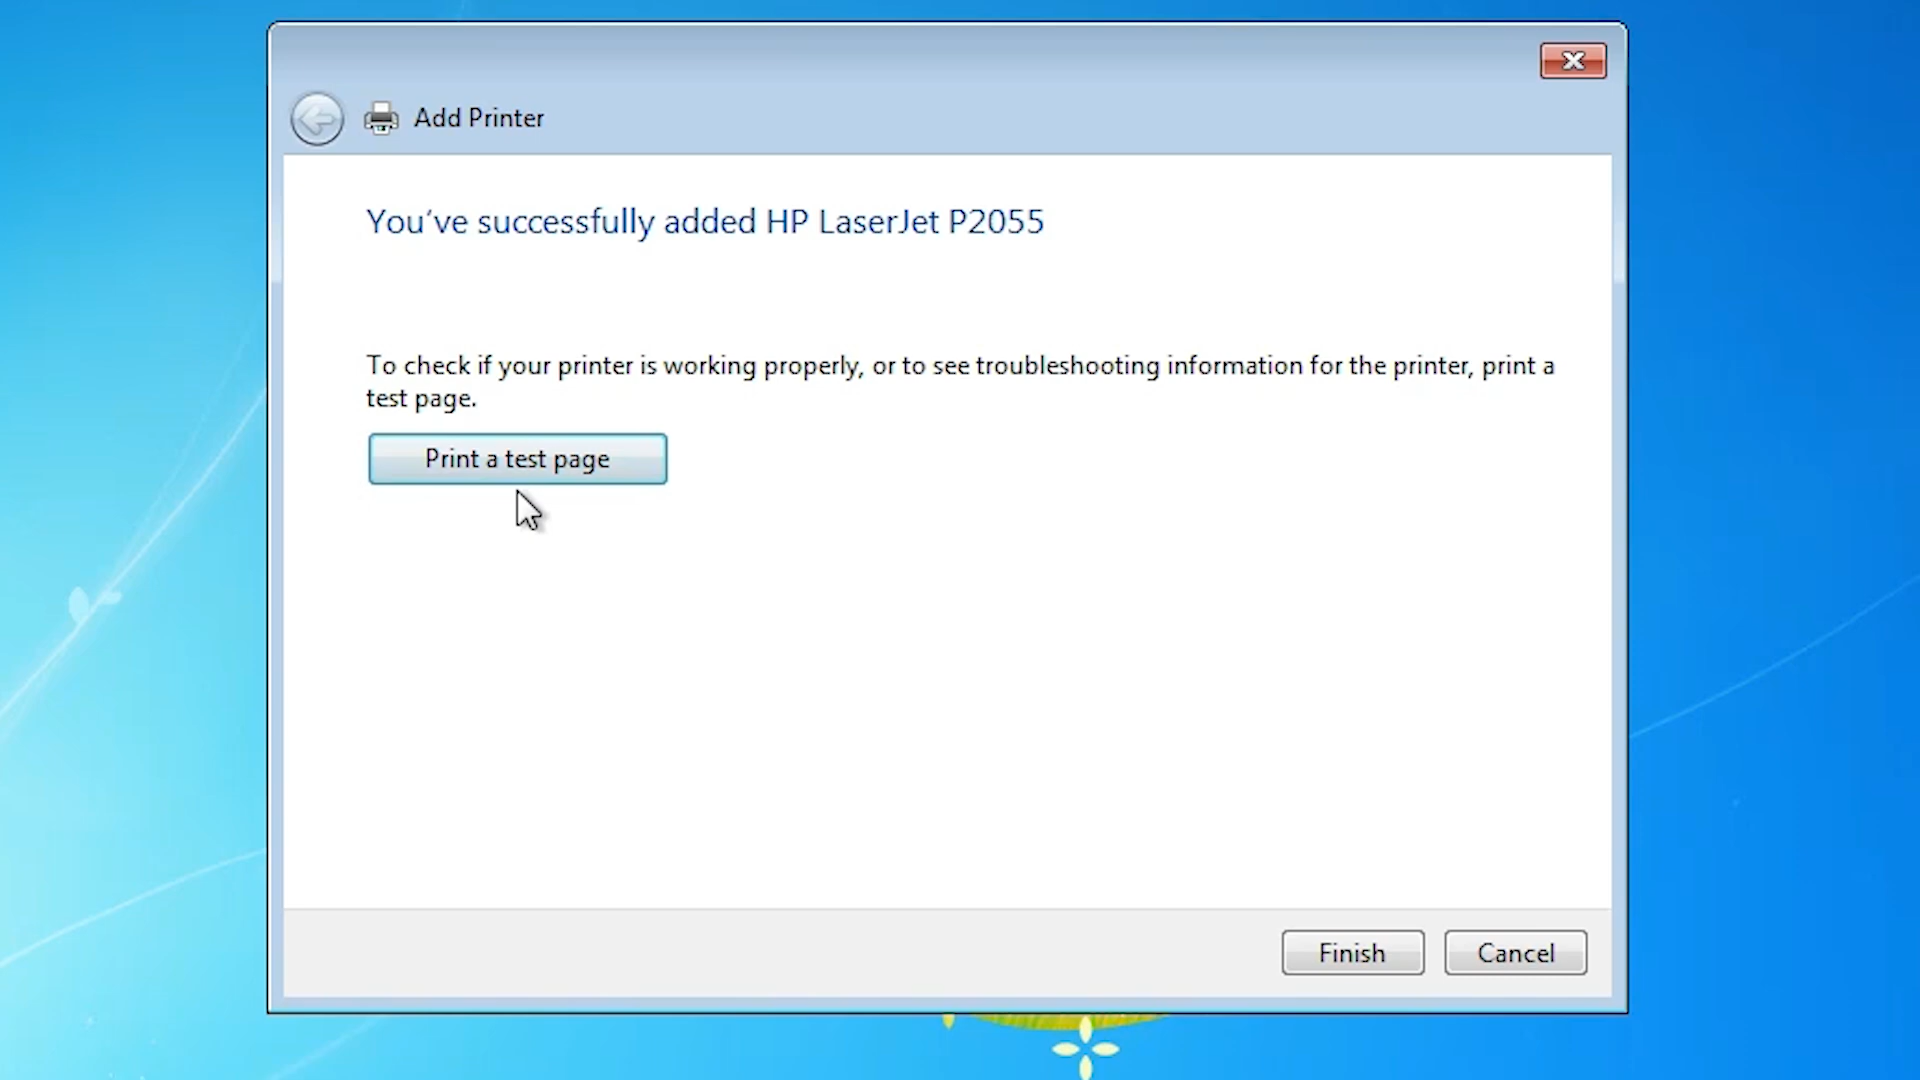 Add Printer
You've successfully added HP LaserJet P2055
To check if your printer is working properly, or to see troubleshooting information for the printer, print a
test page.
Print a test page
Finish
Cancel